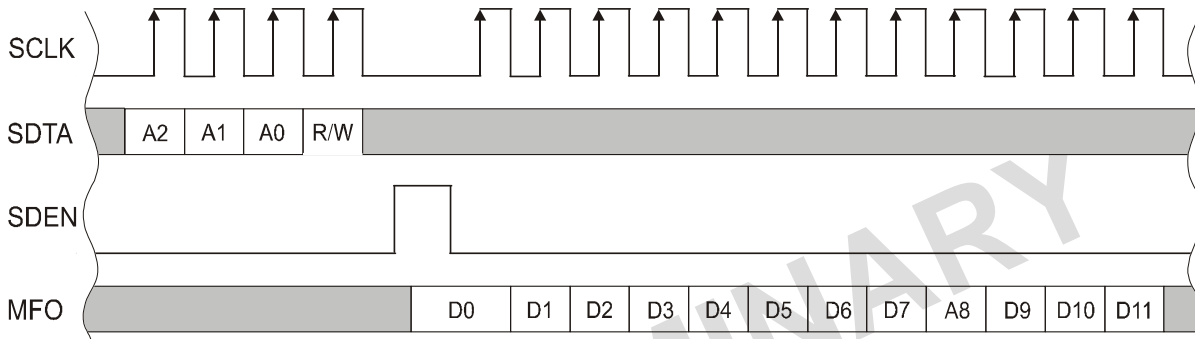 SCLK
SDTA A2 A1 A0 R/W
SDEN
MFO D0 D1 D2 D3 D4 D5 D6 D7 A8 D9 D10 D11
MINARY